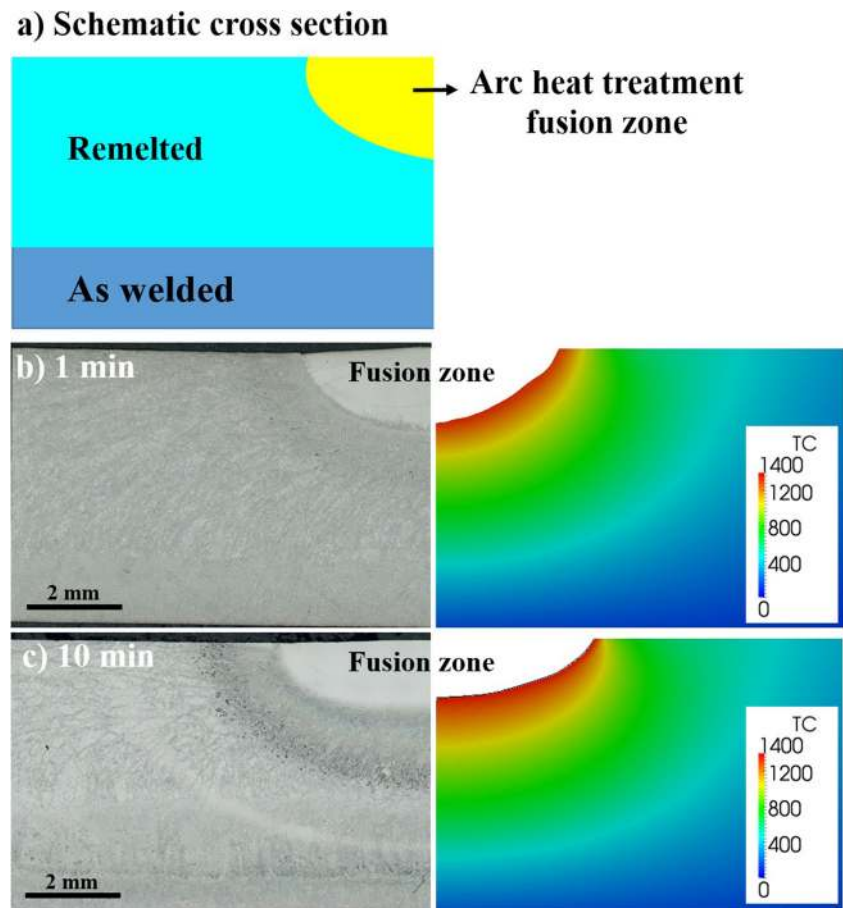 a) Schematic cross section
Arc heat treatment
fusion zone
Remelted
As welded
b) 1 min
Fusion zone
2 mm
TC
1400
1200
800
400
0
c) 10 min
Fusion zone
2 mm
TC
1400
1200
800
400
0